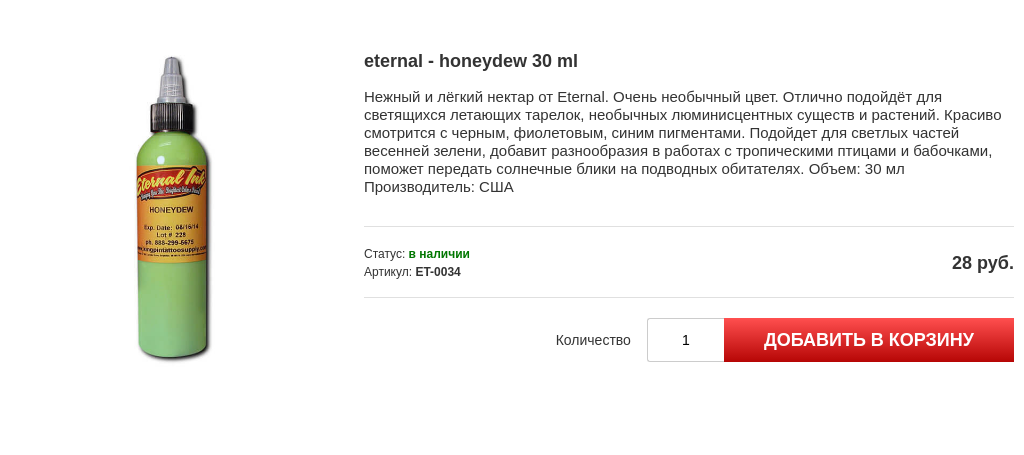 eternal - honeydew 30 ml
Нежный и лёгкий нектар от Eternal. Очень необычный цвет. Отлично подойдёт для
светящихся летающих тарелок, необычных люминисцентных существ и растений. Красиво
смотрится с черным, фиолетовым, синим пигментами. Подойдет для светлых частей
весенней зелени, добавит разнообразия в работах с тропическими птицами и бабочками,
поможет передать солнечные блики на подводных обитателях. Объем: 30 мл
Производитель: США
Статус: в наличии
Артикул: ET-0034
28 руб.
Количество
1
ДОБАВИТЬ В КОРЗИНУ
Eternal Ink
HONEYDEW
Exp. Date: 08/16/14
Lot # 228
ph. 888-299-5675